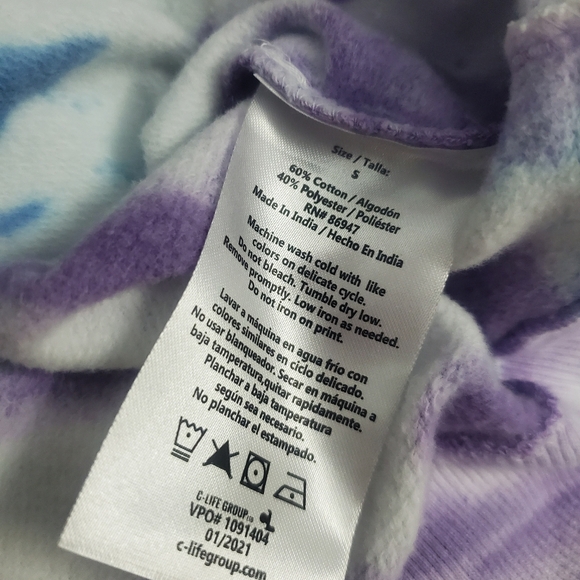 Size / Talla:
S
60% Cotton / Algodón
40% Polyester / Poliéster
RN# 86947
Made In India / Hecho En India
Machine wash cold with like
colors on delicate cycle.
Do not bleach. Tumble dry low.
Remove promptly. Low iron as needed.
Do not iron on print.
Lavar a máquina en agua frío con
colores similares en ciclo delicado.
No usar blanqueador. Secar en máquina a
baja temperatura,guitar rapidamente.
Planchar a baja temperatura
según sea necesario.
No planchar el estampado.
C-LIFE GROUP
VPO# 1091404
01/2021
c-lifegroup.com